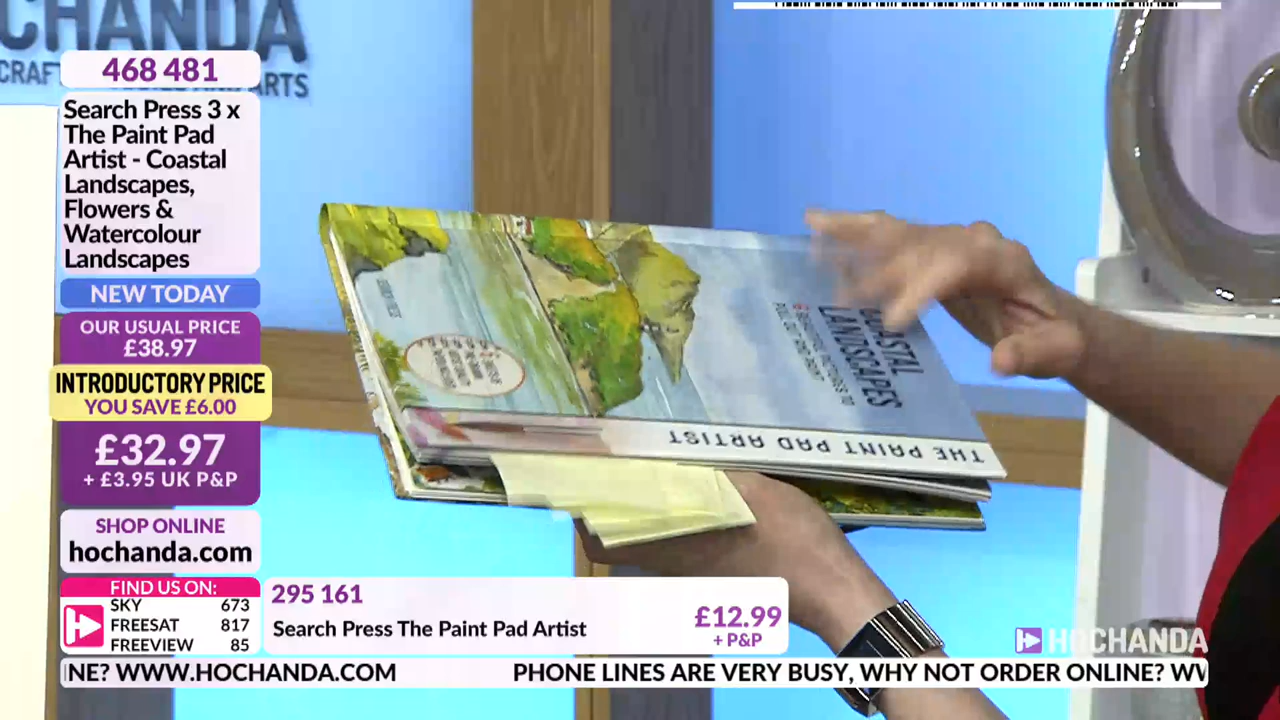 CHANDA
CRAFT
ARTS
468 481
Search Press 3 x
The Paint Pad
Artist - Coastal
Landscapes,
Flowers &
Watercolour
Landscapes
NEW TODAY
OUR USUAL PRICE
£38.97
INTRODUCTORY PRICE
YOU SAVE £6.00
£32.97
+ £3.95 UK P&P
SHOP ONLINE
hochanda.com
FIND US ON:
SKY 673
FREESAT 817
FREEVIEW 85
COASTAL
LANDSCAPES
THE PAINT PAD ARTIST
295 161
Search Press The Paint Pad Artist
£12.99
+ P&P
HOCHANDA
NE? WWW.HOCHANDA.COM PHONE LINES ARE VERY BUSY, WHY NOT ORDER ONLINE? WV